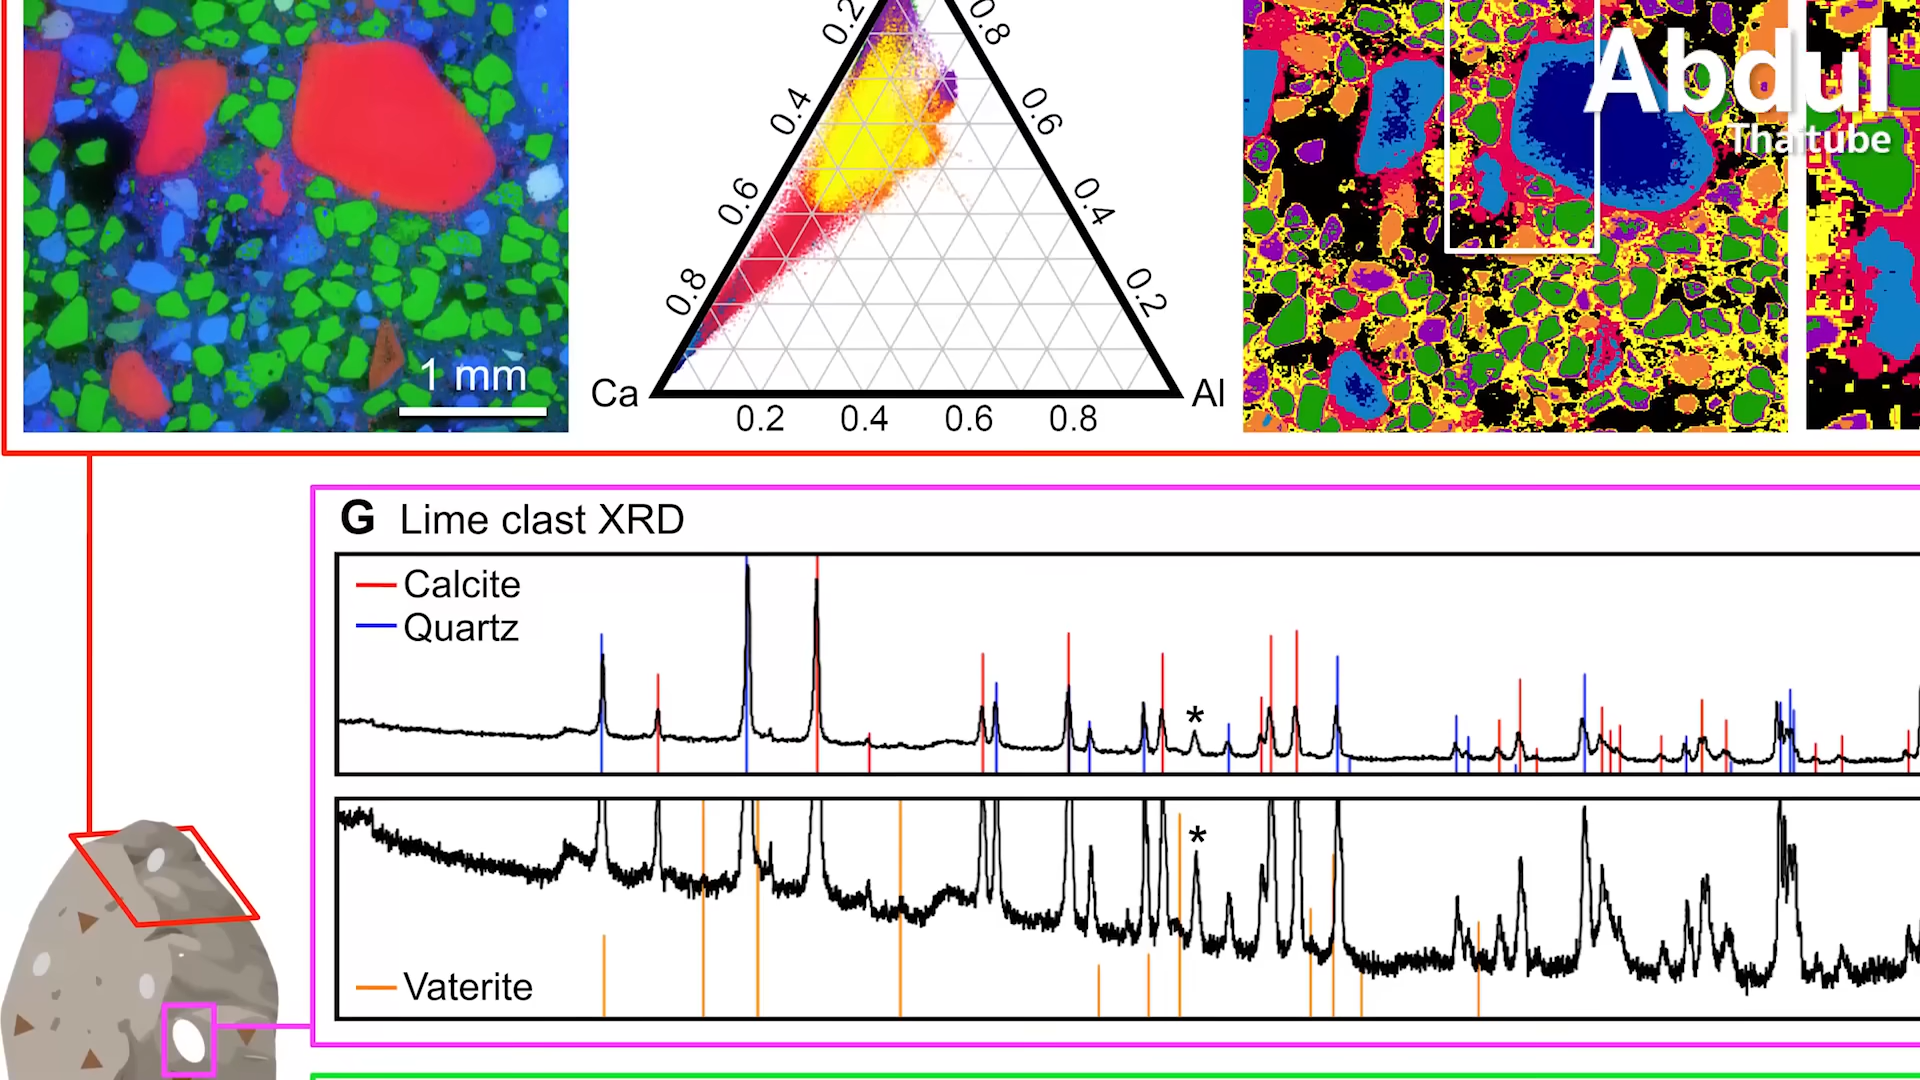 0.2
0.8
0.4
0.6
0.6
0.4
0.8
0.2
Ca
Al
0.2 0.4 0.6 0.8
1 mm
Abdul
Thaitube
G Lime clast XRD
Calcite
Quartz
*
*
Vaterite